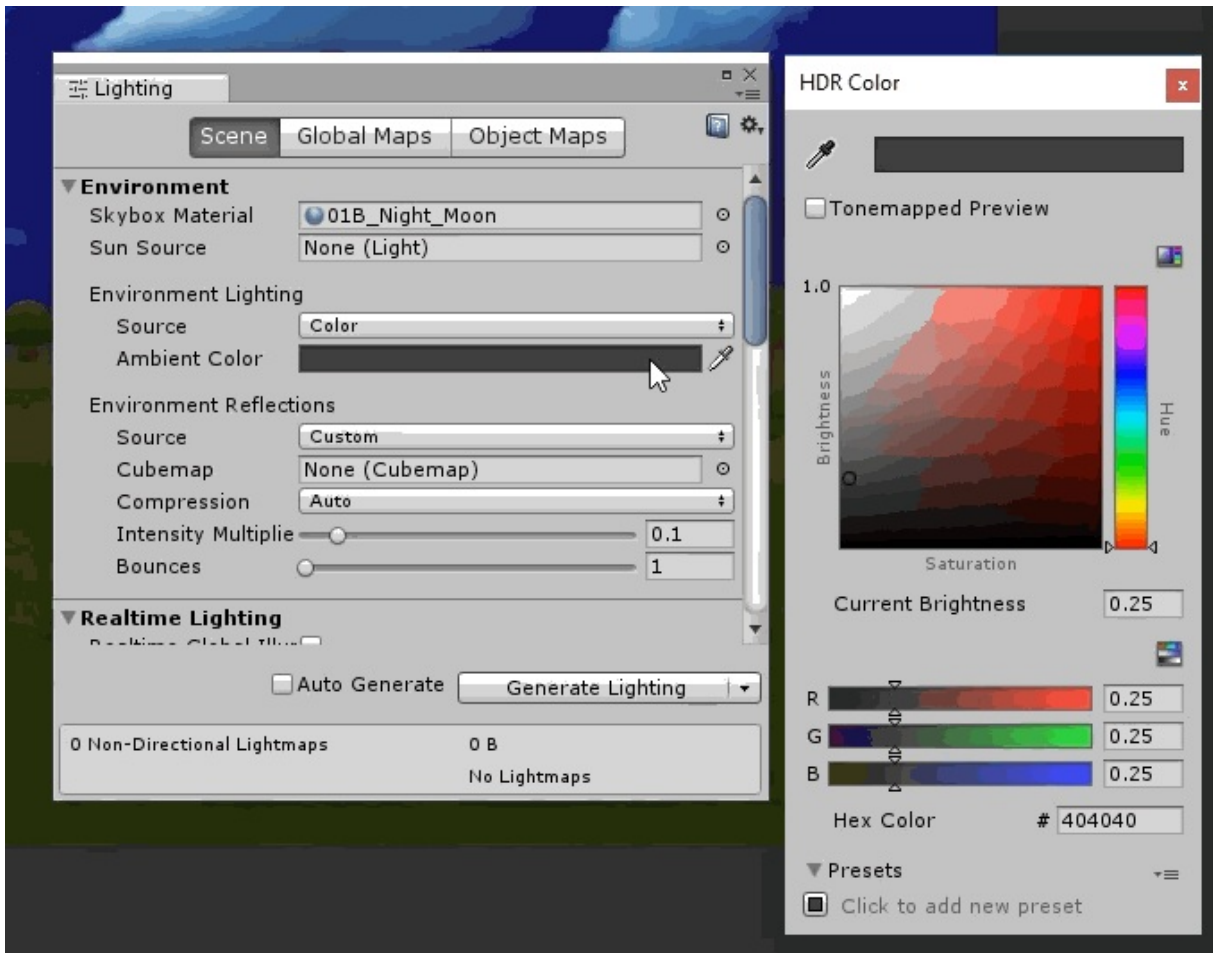 Lighting
Scene Global Maps Object Maps
Environment
Skybox Material 01B_Night_Moon
Sun Source None (Light)
Environment Lighting
Source Color
Ambient Color
Environment Reflections
Source Custom
Cubemap None (Cubemap)
Compression Auto
Intensity Multiplie 0.1
Bounces 1
Realtime Lighting
Realtime Global Illu
Auto Generate Generate Lighting
0 Non-Directional Lightmaps 0 B
No Lightmaps
HDR Color
Tonemapped Preview
1.0
Brightness
Hue
Saturation
Current Brightness 0.25
R 0.25
G 0.25
B 0.25
Hex Color # 404040
Presets
Click to add new preset